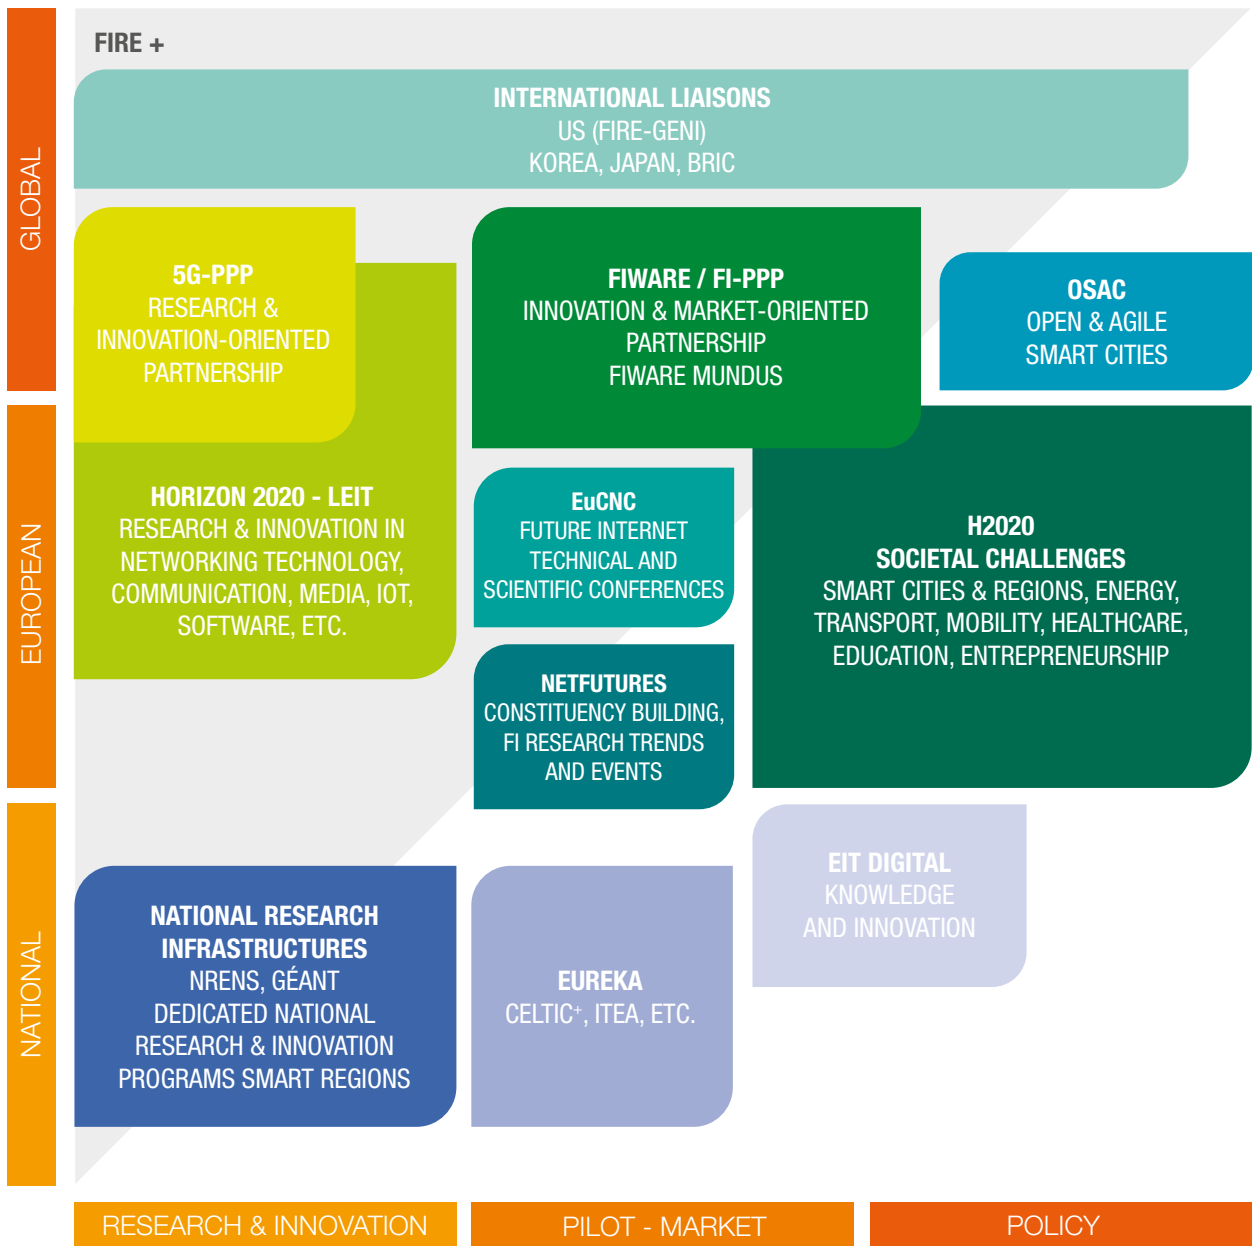 FIRE +
INTERNATIONAL LIAISONS
US (FIRE-GENI)
KOREA, JAPAN, BRIC
GLOBAL
5G-PPP
RESEARCH &
INNOVATION-ORIENTED
PARTNERSHIP
FIWARE / FI-PPP
INNOVATION & MARKET-ORIENTED
PARTNERSHIP
FIWARE MUNDUS
OSAC
OPEN & AGILE
SMART CITIES
EUROPEAN
HORIZON 2020 - LEIT
RESEARCH & INNOVATION IN
NETWORKING TECHNOLOGY,
COMMUNICATION, MEDIA, IOT,
SOFTWARE, ETC.
EuCNC
FUTURE INTERNET
TECHNICAL AND
SCIENTIFIC CONFERENCES
H2020
SOCIETAL CHALLENGES
SMART CITIES & REGIONS, ENERGY,
TRANSPORT, MOBILITY, HEALTHCARE,
EDUCATION, ENTREPRENEURSHIP
NETFUTURES
CONSTITUENCY BUILDING,
FI RESEARCH TRENDS
AND EVENTS
NATIONAL
NATIONAL RESEARCH
INFRASTRUCTURES
NRENS, GÉANT
DEDICATED NATIONAL
RESEARCH & INNOVATION
PROGRAMS SMART REGIONS
EUREKA
CELTIC⁺, ITEA, ETC.
EIT DIGITAL
KNOWLEDGE
AND INNOVATION
RESEARCH & INNOVATION
PILOT - MARKET
POLICY